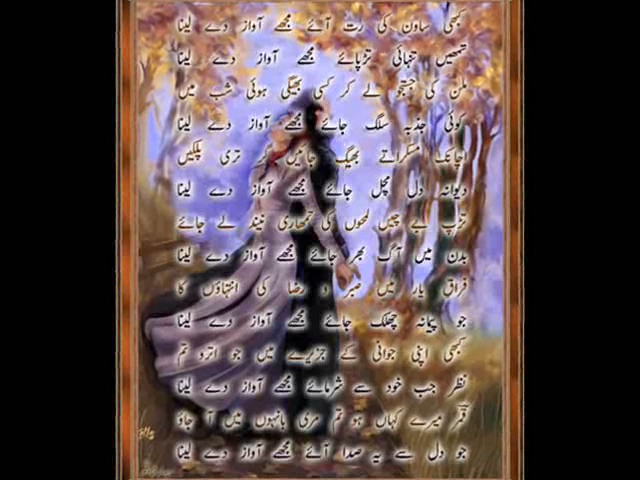 کبھی ساون کی رت آئے مجھے آواز دے لینا
تمہیں تنہائی تڑپائے مجھے آواز دے لینا
ملن کی جستجو لے کر کسی بھیگی ہوئی شب میں
کوئی جذبہ سلگ جائے مجھے آواز دے لینا
اچانک مسکراتے بھیگ جائیں تری پلکیں
دیوانہ دل مچل جائے مجھے آواز دے لینا
تڑپ بے چین لمحوں کی تمھاری نیند لے جائے
بدن میں آگ بھر جائے مجھے آواز دے لینا
فراق یار میں صبر و رضا کی انتہاؤں کا
جو پیانہ چھلک جائے مجھے آواز دے لینا
کبھی اپنی جوانی کے جزیرے میں جو اترو تم
نظر جب خود سے شرمائے مجھے آواز دے لینا
قمر میرے کہاں ہو تم مری بانہوں میں آ جاؤ
جو دل سے یہ صدا آئے مجھے آواز دے لینا